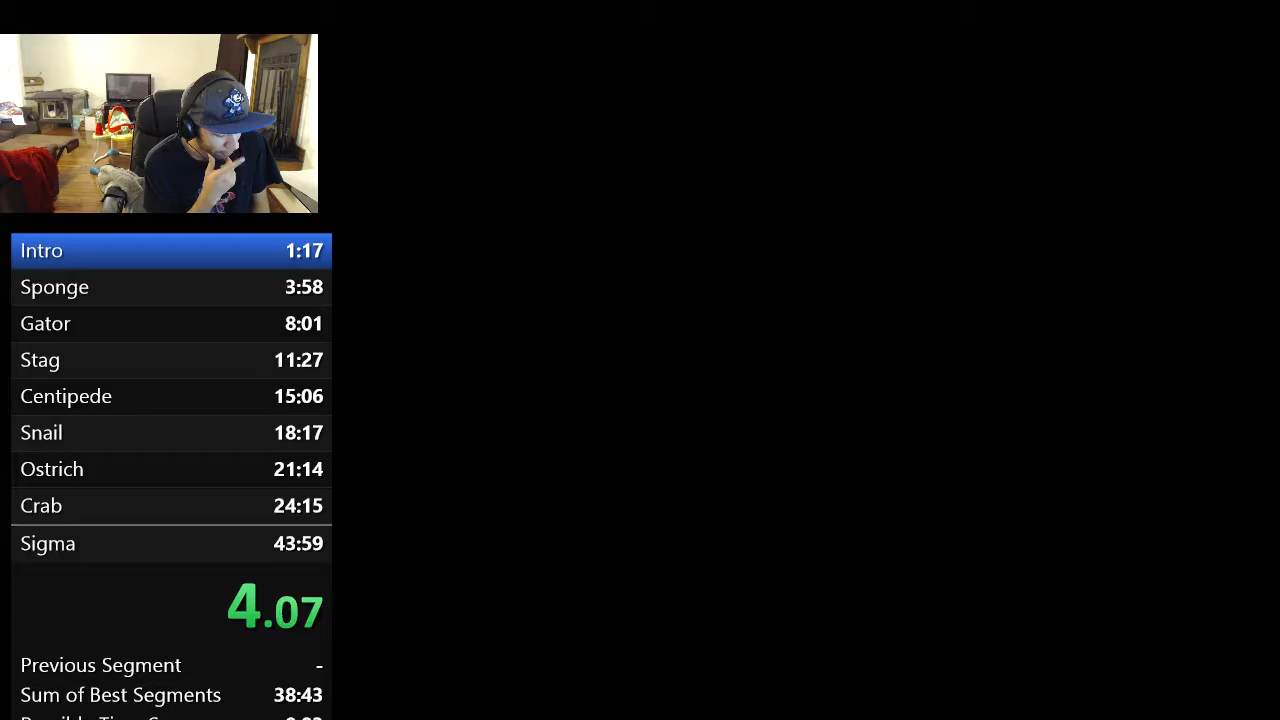 Intro 1:17
Sponge 3:58
Gator 8:01
Stag 11:27
Centipede 15:06
Snail 18:17
Ostrich 21:14
Crab 24:15
Sigma 43:59
4.07
Previous Segment -
Sum of Best Segments 38:43